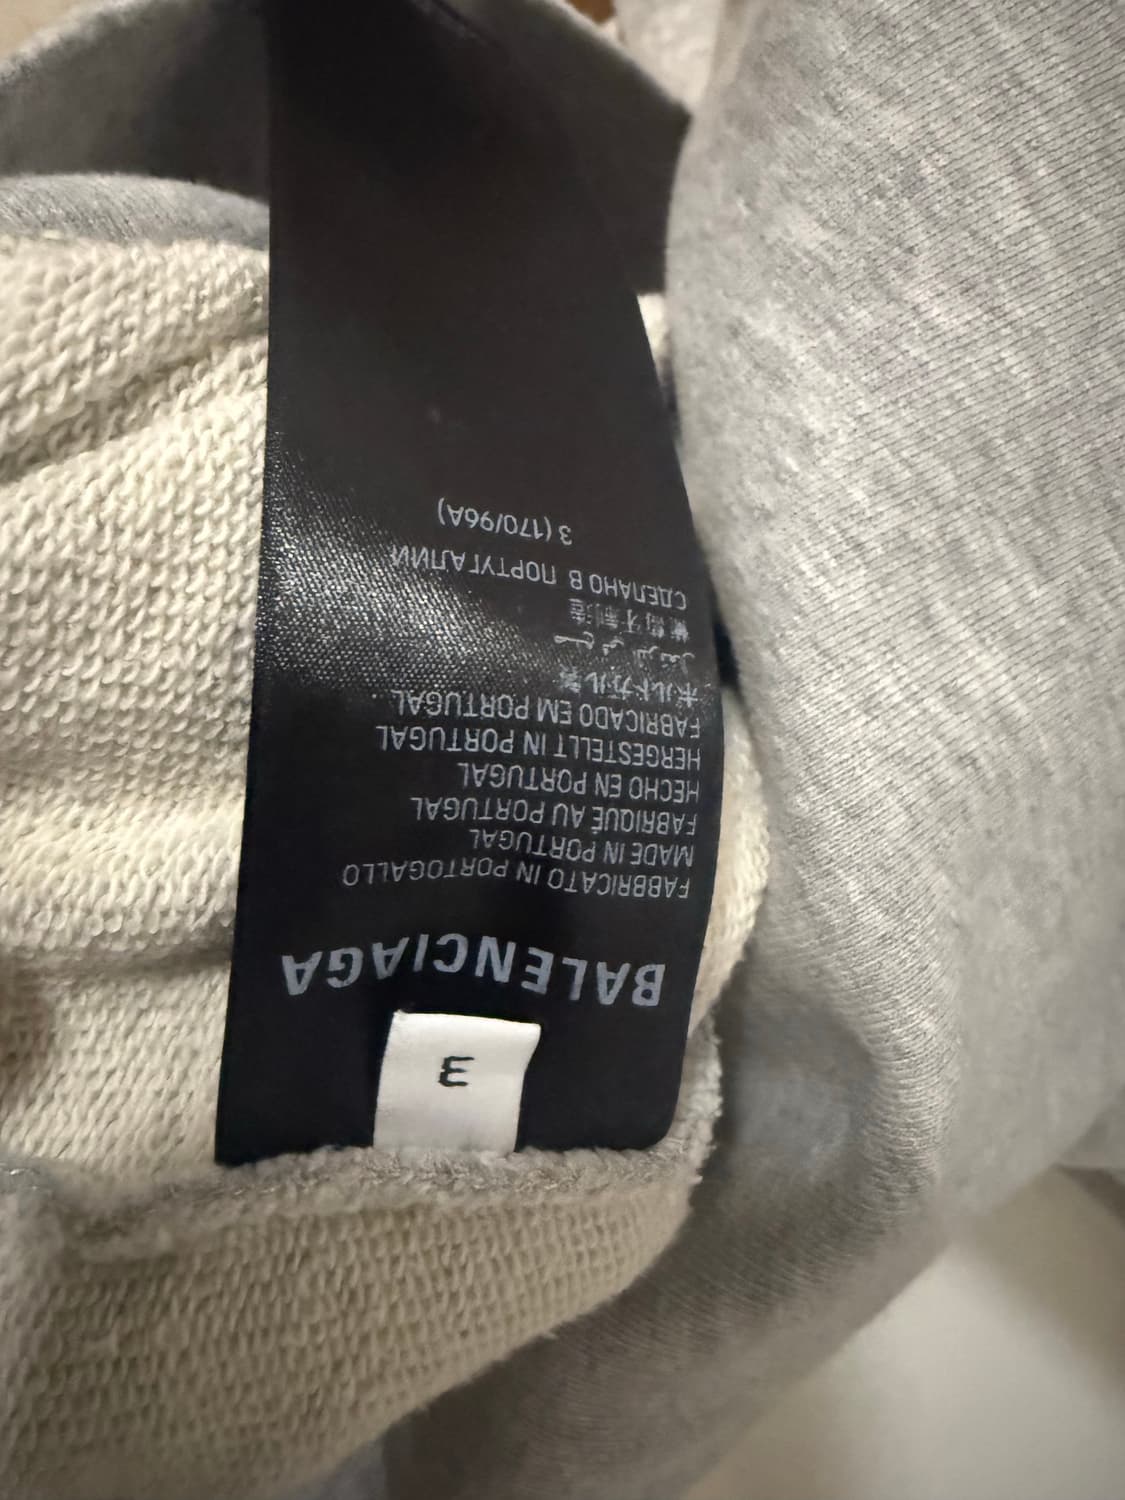 3
BALENCIAGA
FABBRICATO IN PORTOGALLO
MADE IN PORTUGAL
FABRIQUÉ AU PORTUGAL
HECHO EN PORTUGAL
HERGESTELLT IN PORTUGAL
FABRICADO EM PORTUGAL
ポルトガル製
葡萄牙制造
СДЕЛАНО В ПОРТУГАЛИИ
3 (170/96A)